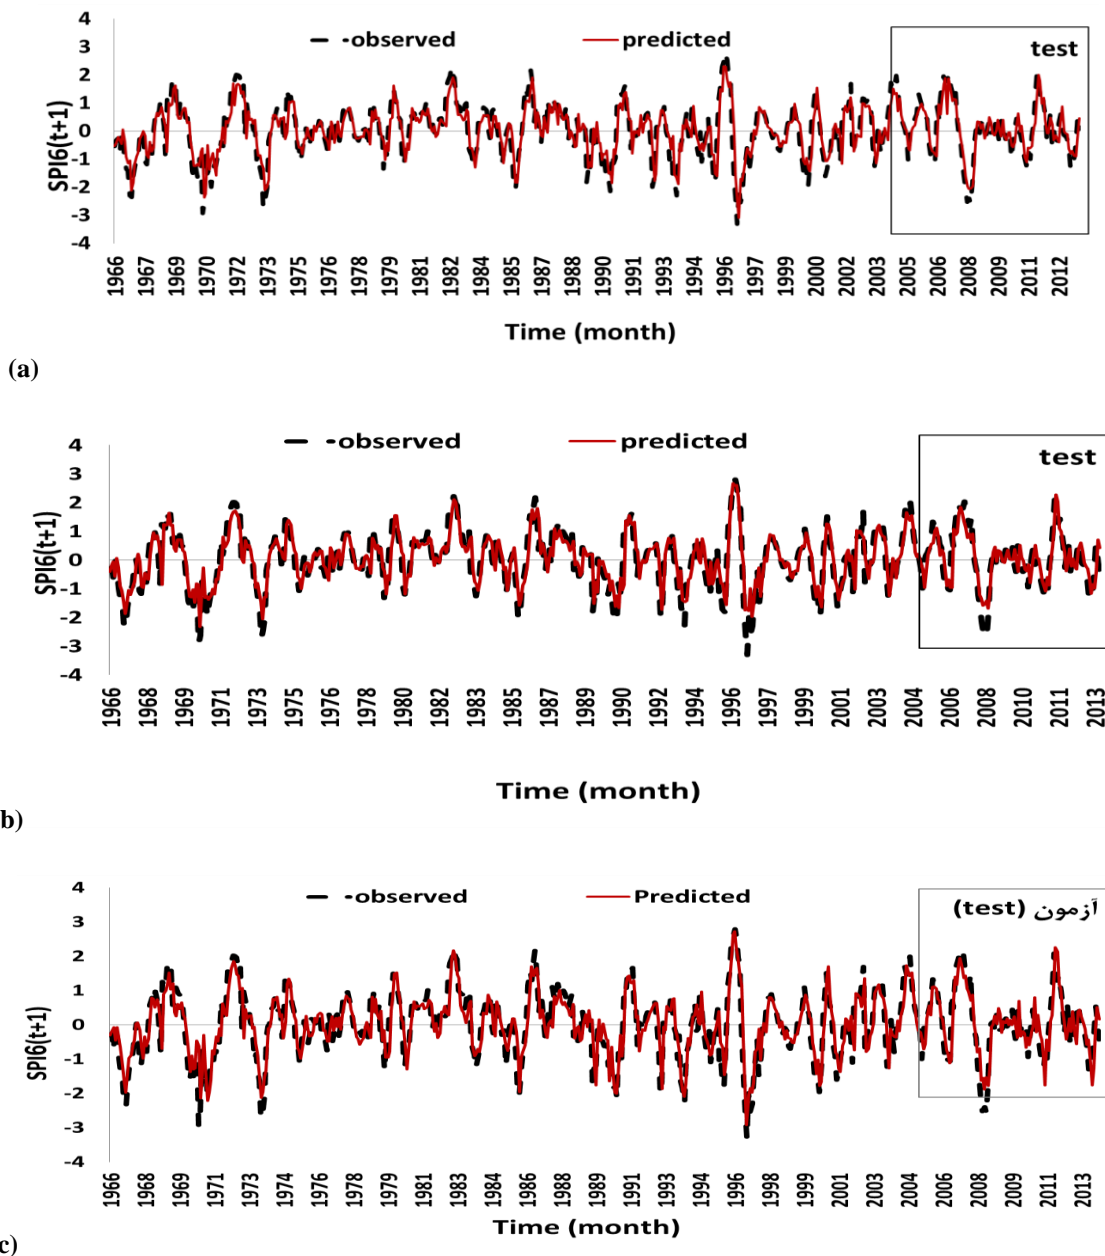 -observed predicted
test
4
3
2
1
0
-1
-2
-3
-4
SPI6(t+1)
1966 1967 1969 1970 1972 1973 1975 1976 1978 1979 1981 1982 1984 1985 1987 1988 1990 1991 1993 1994 1996 1997 1999 2000 2002 2003 2005 2006 2008 2009 2011 2012
Time (month)
(a)
-observed predicted
test
4
3
2
1
0
-1
-2
-3
-4
SPI6(t+1)
1966 1968 1969 1971 1973 1975 1976 1978 1980 1982 1983 1985 1987 1989 1990 1992 1994 1996 1997 1999 2001 2003 2004 2006 2008 2010 2011 2013
Time (month)
b)
-observed Predicted
آزمون (test)
4
3
2
1
0
-1
-2
-3
-4
SPI6(t+1)
1966 1968 1969 1971 1973 1974 1976 1978 1979 1981 1983 1984 1986 1988 1989 1991 1993 1994 1996 1998 1999 2001 2003 2004 2006 2008 2009 2011 2013
Time (month)
c)